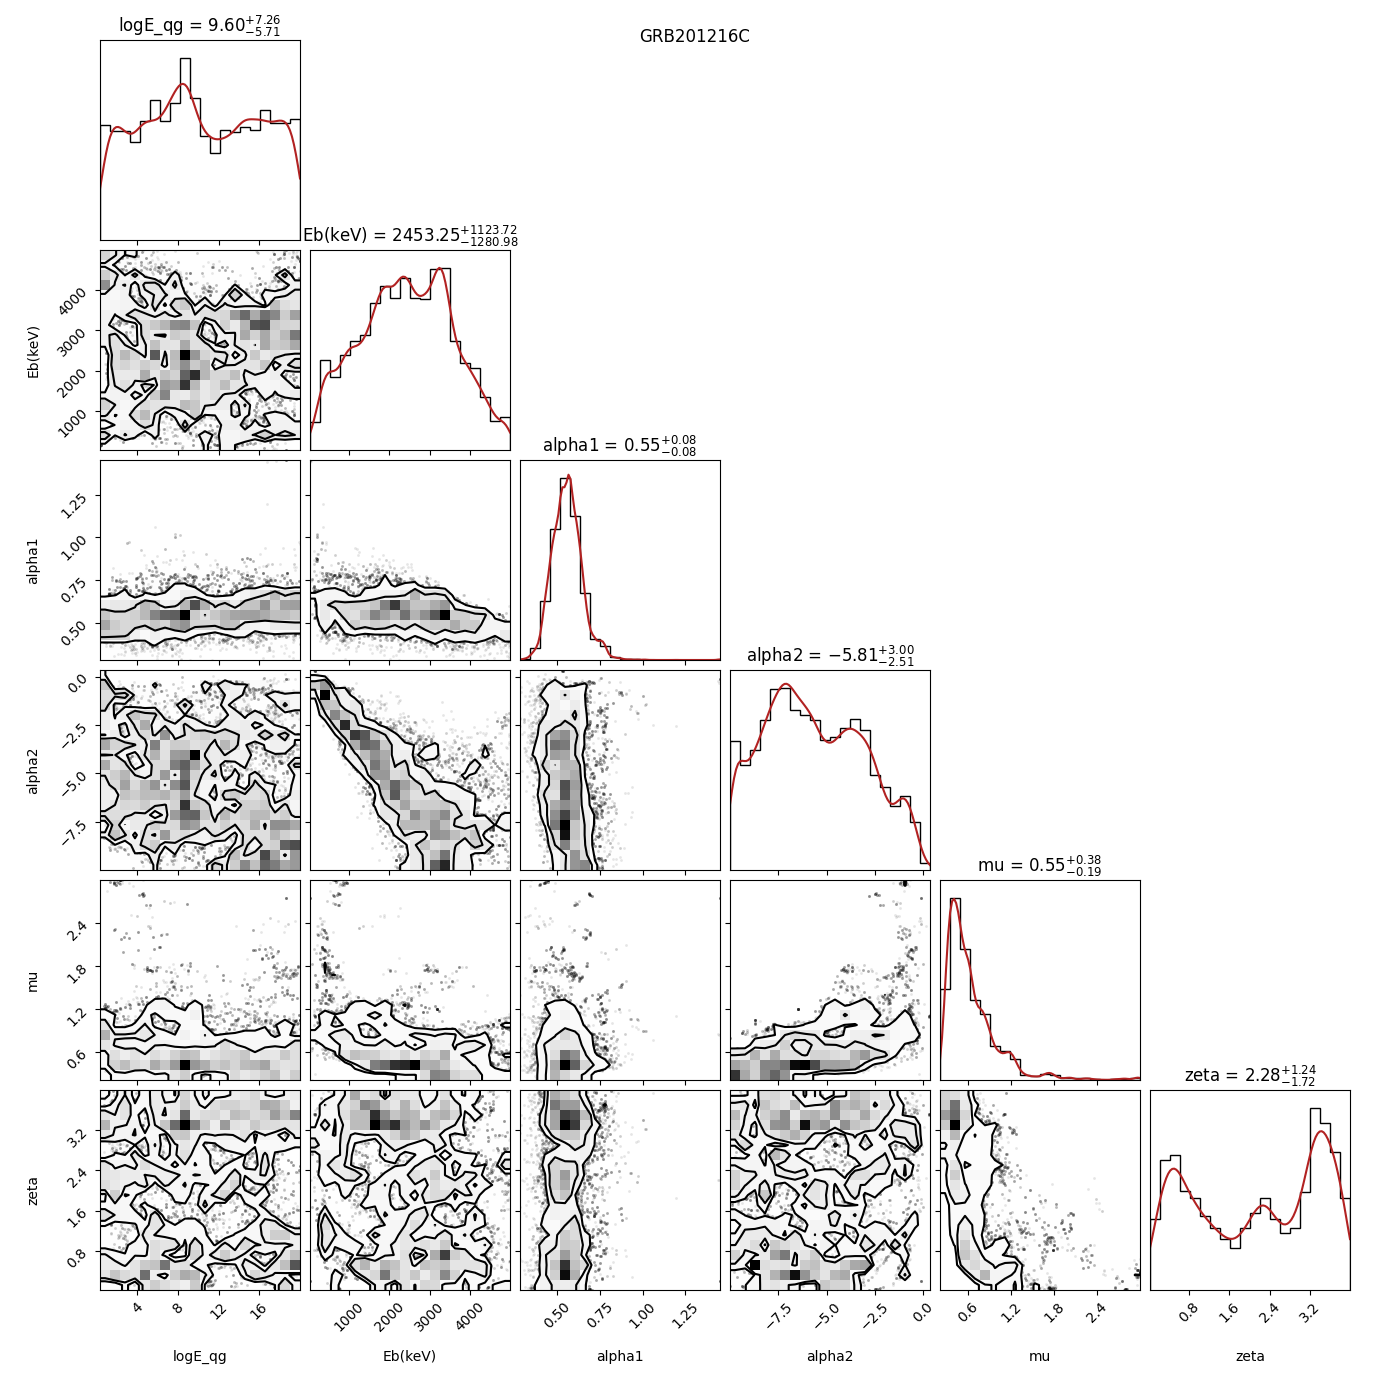 GRB201216C
logE_qg = 9.60+7.26−5.71
Eb(keV) = 2453.25+1123.72−1280.98
4000
3000
2000
1000
Eb(keV)
alpha1 = 0.55+0.08−0.08
1.25
1.00
0.75
0.50
alpha1
alpha2 = −5.81+3.00−2.51
0.0
−2.5
−5.0
−7.5
alpha2
mu = 0.55+0.38−0.19
2.4
1.8
1.2
0.6
mu
zeta = 2.28+1.24−1.72
3.2
2.4
1.6
0.8
zeta
4 8 12 16
1000 2000 3000 4000
0.50 0.75 1.00 1.25
−7.5 −5.0 −2.5 0.0
0.6 1.2 1.8 2.4
0.8 1.6 2.4 3.2
logE_qg Eb(keV) alpha1 alpha2 mu zeta